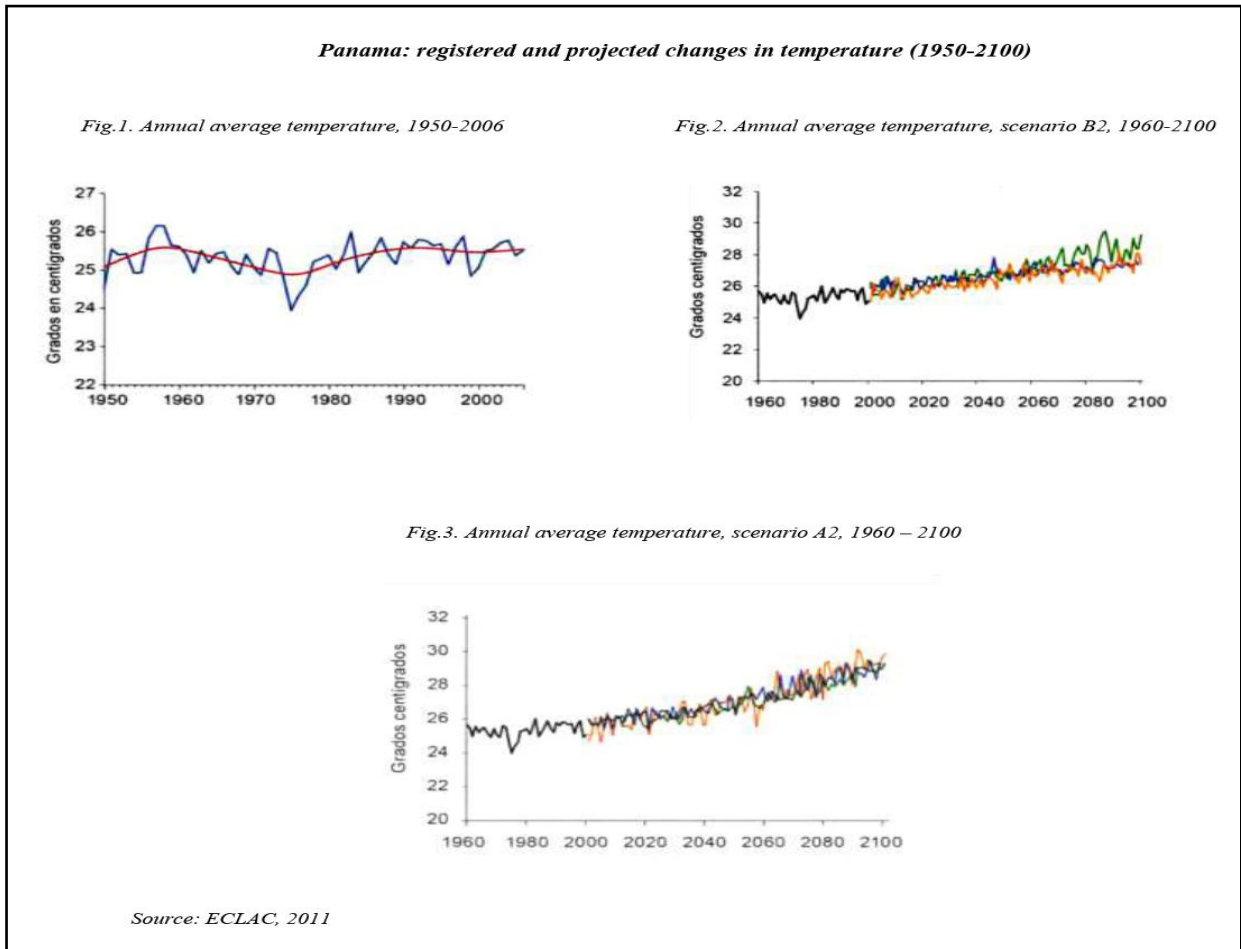 Panama: registered and projected changes in temperature (1950-2100)
Fig.1. Annual average temperature, 1950-2006
Grados en centígrados
27
26
25
24
23
22
1950 1960 1970 1980 1990 2000
Fig.2. Annual average temperature, scenario B2, 1960-2100
Grados centigrados
32
30
28
26
24
22
20
1960 1980 2000 2020 2040 2060 2080 2100
Fig.3. Annual average temperature, scenario A2, 1960 – 2100
Grados centigrados
32
30
28
26
24
22
20
1960 1980 2000 2020 2040 2060 2080 2100
Source: ECLAC, 2011